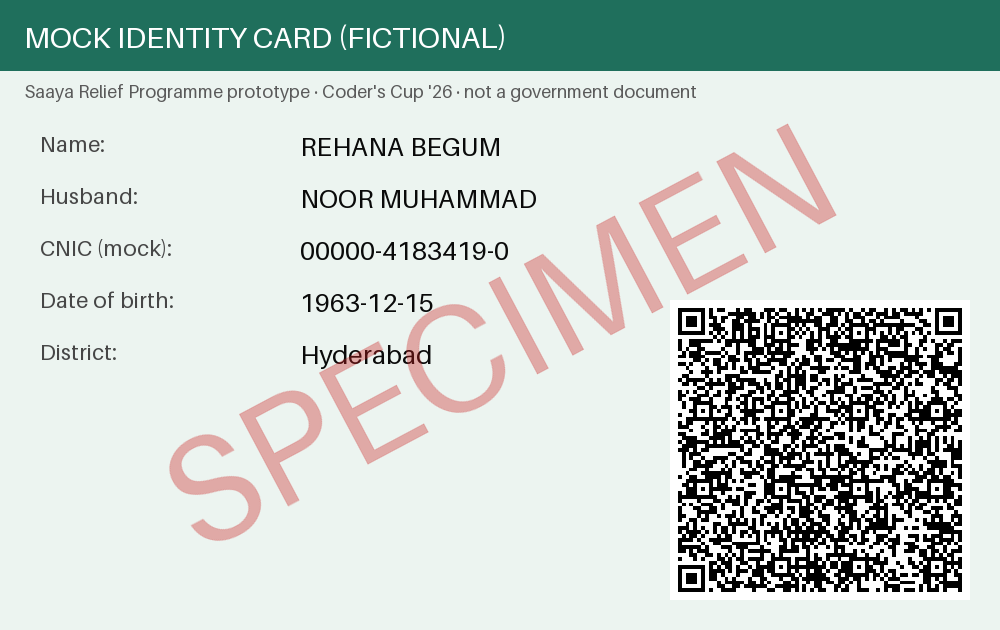 MOCK IDENTITY CARD (FICTIONAL)
Saaya Relief Programme prototype · Coder's Cup '26 · not a government document
Name: REHANA BEGUM
Husband: NOOR MUHAMMAD
CNIC (mock): 00000-4183419-0
Date of birth: 1963-12-15
District: Hyderabad
SPECIMEN